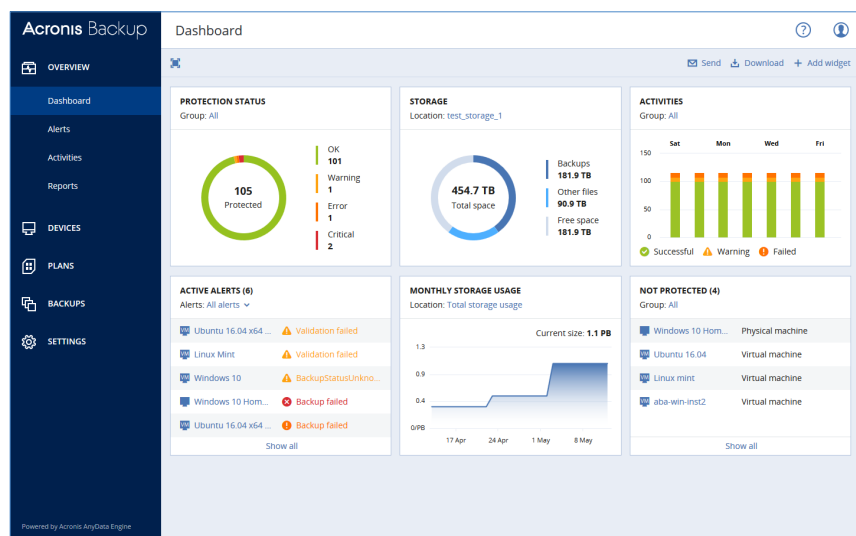 Acronis Backup
Dashboard
OVERVIEW
Dashboard
Alerts
Activities
Reports
DEVICES
PLANS
BACKUPS
SETTINGS
Powered by Acronis AnyData Engine
Send
Download
+ Add widget
PROTECTION STATUS
Group: All
105
Protected
OK
101
Warning
1
Error
1
Critical
2
STORAGE
Location: test_storage_1
454.7 TB
Total space
Backups
181.9 TB
Other files
90.9 TB
Free space
181.9 TB
ACTIVITIES
Group: All
Sat Mon Wed Fri
150
100
50
0
Successful Warning Failed
ACTIVE ALERTS (6)
Alerts: All alerts
VM Ubuntu 16.04 x64 ... Validation failed
VM Linux Mint Validation failed
VM Windows 10 BackupStatusUnkno...
Windows 10 Hom... Backup failed
VM Ubuntu 16.04 x64 ... Backup failed
Show all
MONTHLY STORAGE USAGE
Location: Total storage usage
Current size: 1.1 PB
1.3
0.9
0.4
0/PB
17 Apr 24 Apr 1 May 8 May
NOT PROTECTED (4)
Group: All
Windows 10 Hom... Physical machine
VM Ubuntu 16.04 Virtual machine
VM Linux mint Virtual machine
VM aba-win-inst2 Virtual machine
Show all